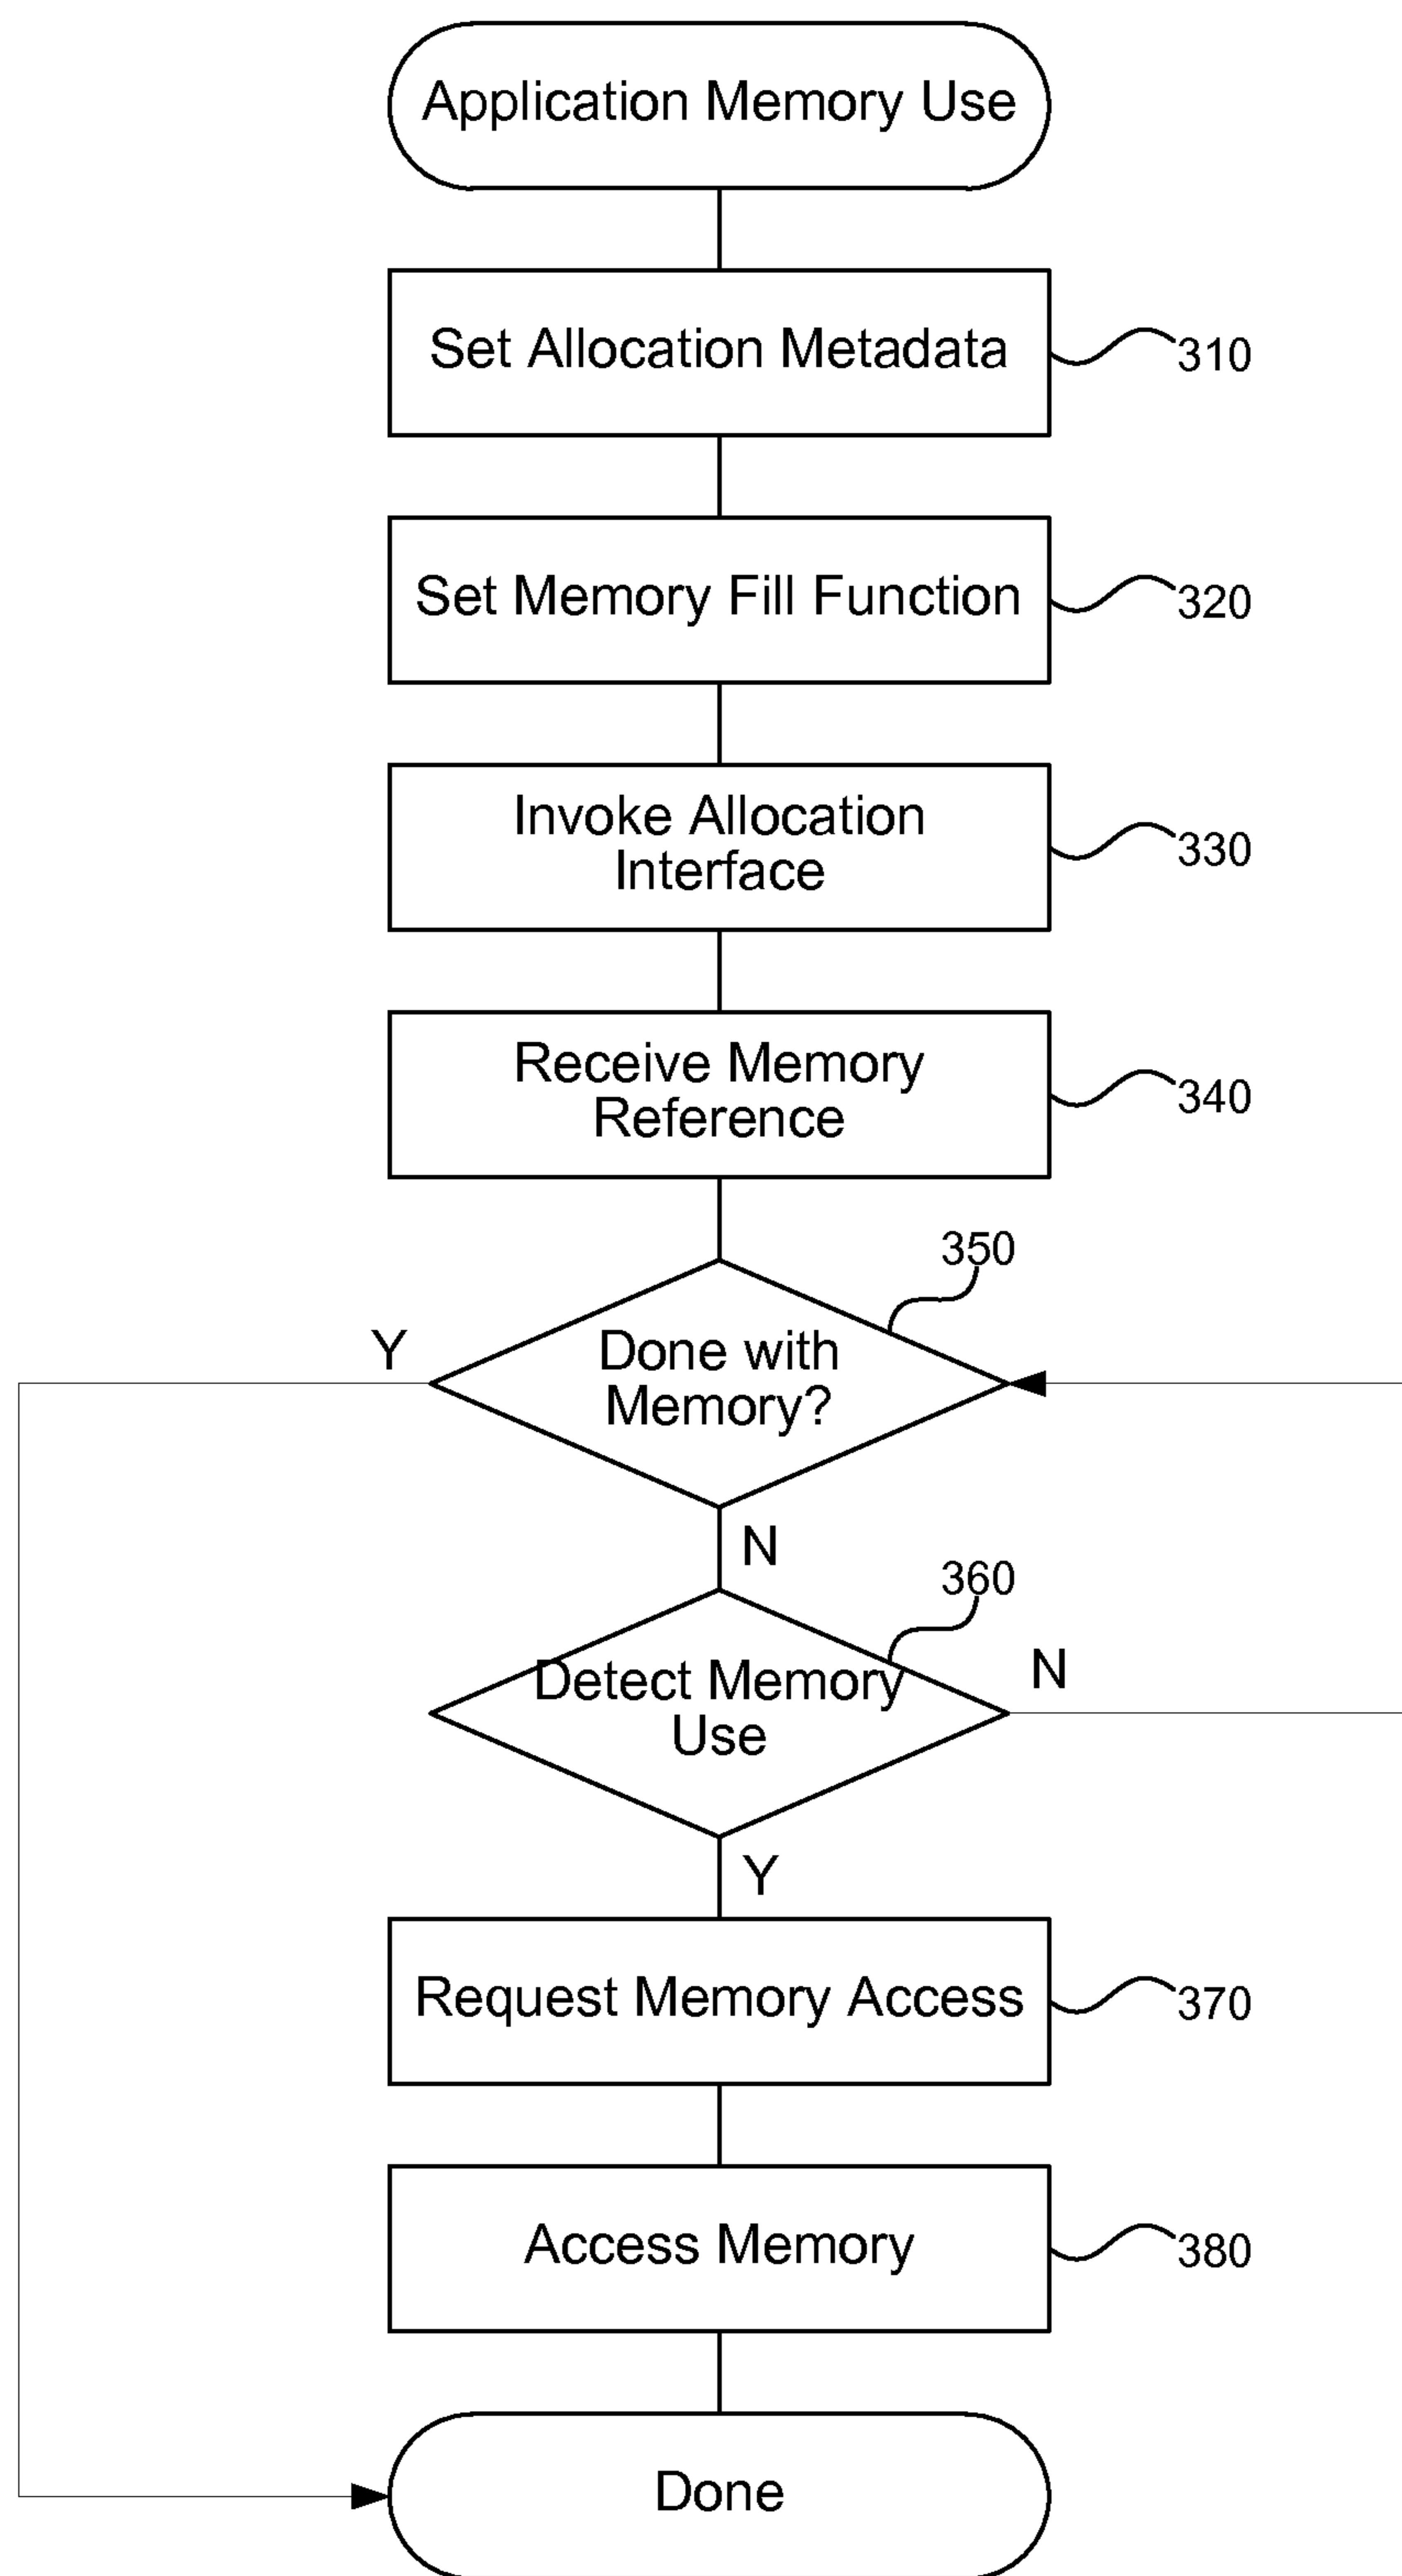 Application Memory Use
Set Allocation Metadata
310
Set Memory Fill Function
320
Invoke Allocation
Interface
330
Receive Memory
Reference
340
350
Y
Done with
Memory?
N
360
Detect Memory
Use
N
Y
Request Memory Access
370
Access Memory
380
Done